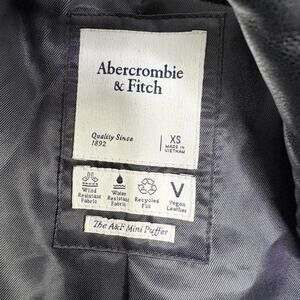 Abercrombie
& Fitch
Quality Since
1892
XS
MADE IN
VIETNAM
Wind
Resistant
Fabric
Water
Resistant
Fabric
Recycled
Fill
Vegan
Leather
The A&F Mini Puffer